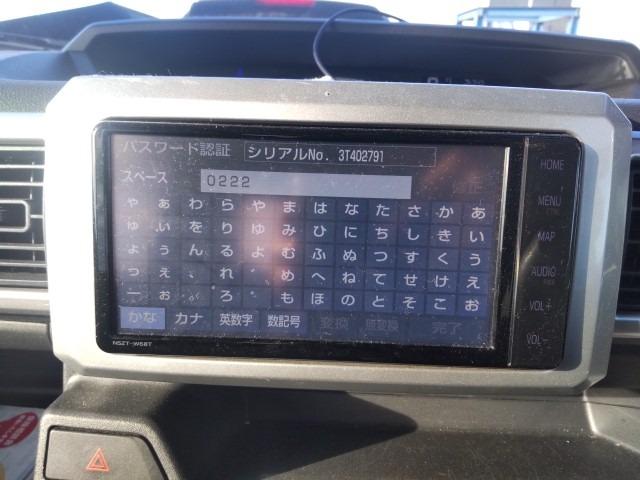 パスワード認証 シリアルNo. 3T402791
スペース 0222 修正
ゃ ぁ わ ら や ま は な た さ か あ
ゅ ぃ を り ゆ み ひ に ち し き い
ょ ぅ ん る よ む ふ ぬ つ す く う
っ ぇ ゛ れ 、 め へ ね て せ け え
ー ぉ ゜ ろ 。 も ほ の と そ こ お
かな カナ 英数字 数記号 変換 無変換 完了
NSZT-W68T
HOME
MENU
MAP
AUDIO
VOL+
VOL-